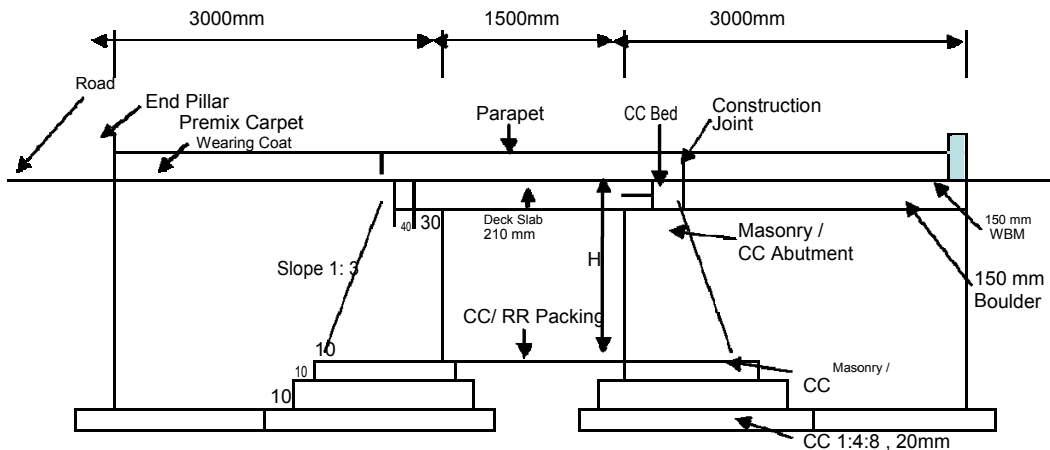 3000mm
1500mm
3000mm
Road
End Pillar
Premix Carpet
Wearing Coat
Parapet
CC Bed
Construction
Joint
40
30
Deck Slab
210 mm
150 mm
WBM
Masonry /
CC Abutment
H
Slope 1: 3
150 mm
Boulder
CC/ RR Packing
10
10
10
Masonry /
CC
CC 1:4:8 , 20mm